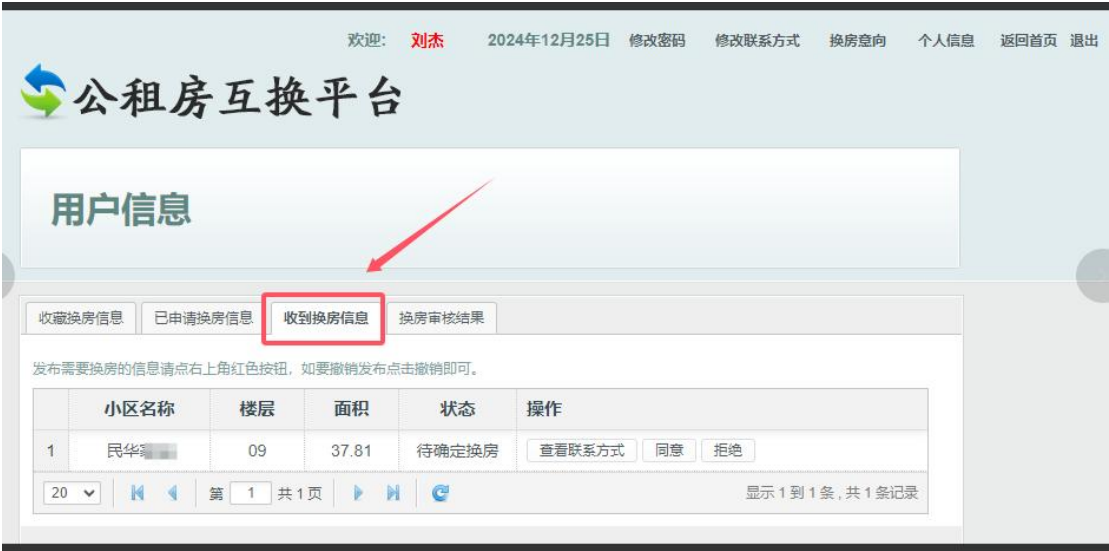 欢迎: 刘杰 2024年12月25日 修改密码 修改联系方式 换房意向 个人信息 返回首页 退出
公租房互换平台
用户信息
收藏换房信息 已申请换房信息 收到换房信息 换房审核结果
发布需要换房的信息请点右上角红色按钮，如要撤销发布点击撤销即可。
小区名称 楼层 面积 状态 操作
1 民华 09 37.81 待确定换房 查看联系方式 同意 拒绝
20 第 1 共1页 显示1到1条,共1条记录